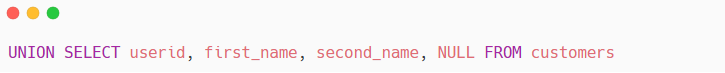 UNION SELECT userid, first_name, second_name, NULL FROM customers